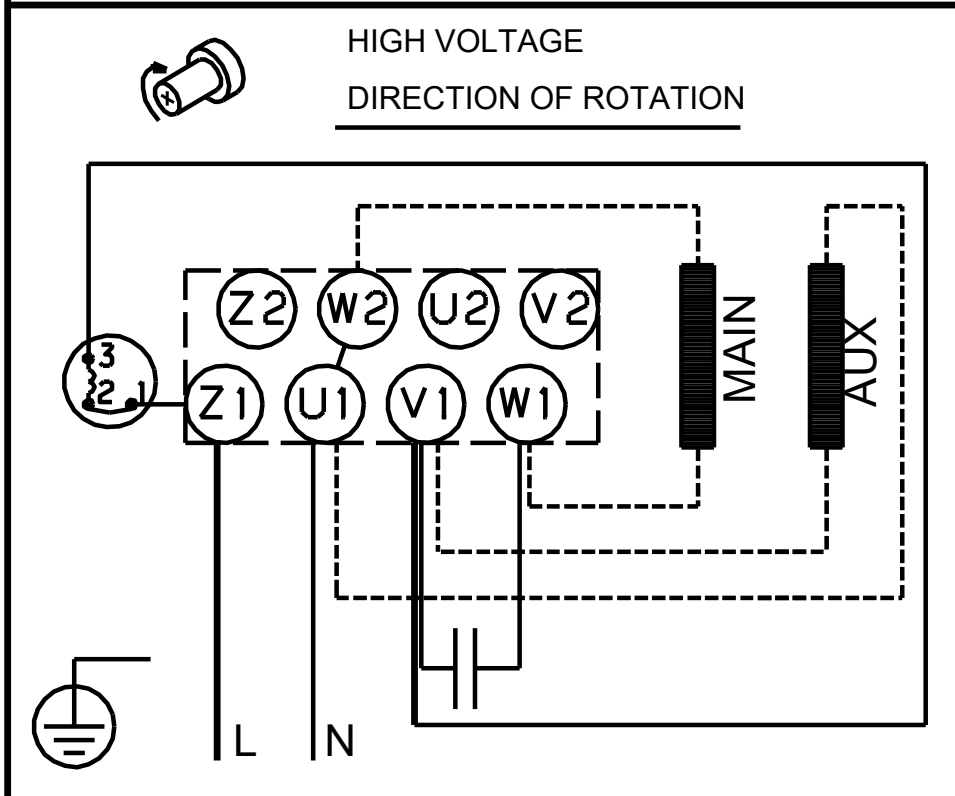 HIGH VOLTAGE
DIRECTION OF ROTATION
Z2 W2 U2 V2
3
2 1
Z1 U1 V1 W1
MAIN
AUX
L N